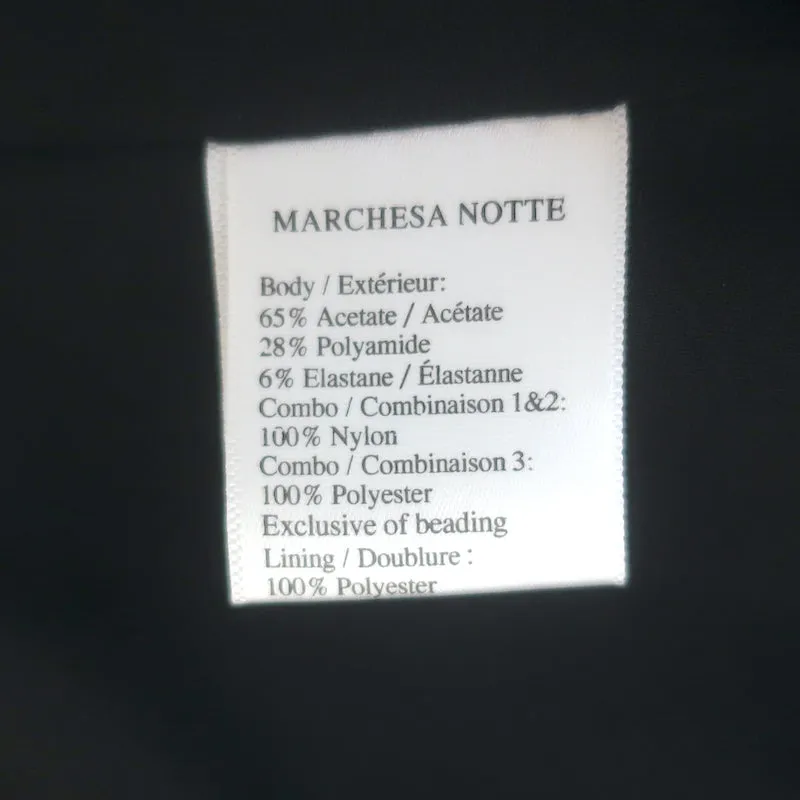 MARCHESA NOTTE
Body / Extérieur:
65% Acetate / Acétate
28% Polyamide
6% Elastane / Élastanne
Combo / Combinaison 1&2:
100% Nylon
Combo / Combinaison 3:
100% Polyester
Exclusive of beading
Lining / Doublure :
100% Polyester